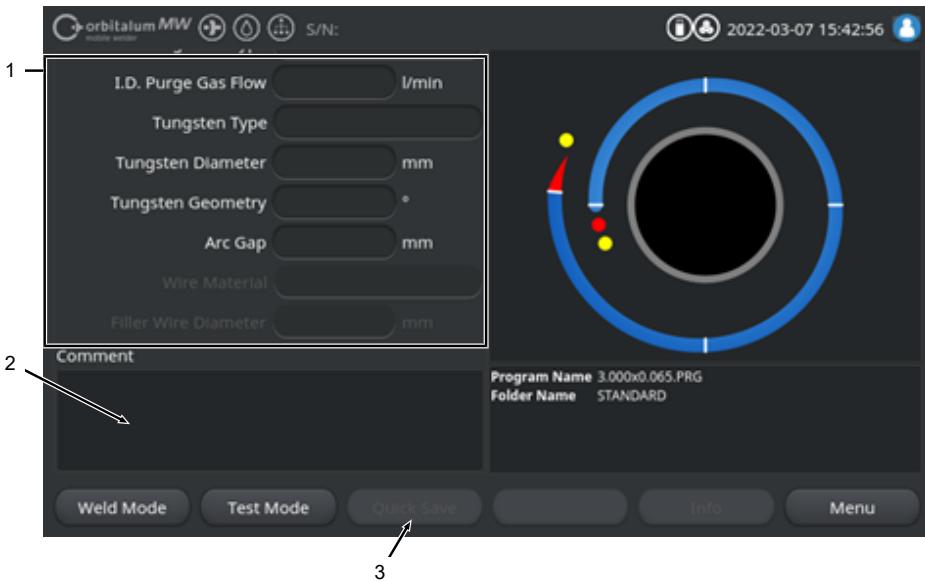 orbitalum MW S/N: 2022-03-07 15:42:56
mobile welder
1
I.D. Purge Gas Flow l/min
Tungsten Type
Tungsten Diameter mm
Tungsten Geometry °
Arc Gap mm
Wire Material
Filler Wire Diameter mm
Comment
2
Program Name 3.000x0.065.PRG
Folder Name STANDARD
Weld Mode Test Mode Quick Save Info Menu
3